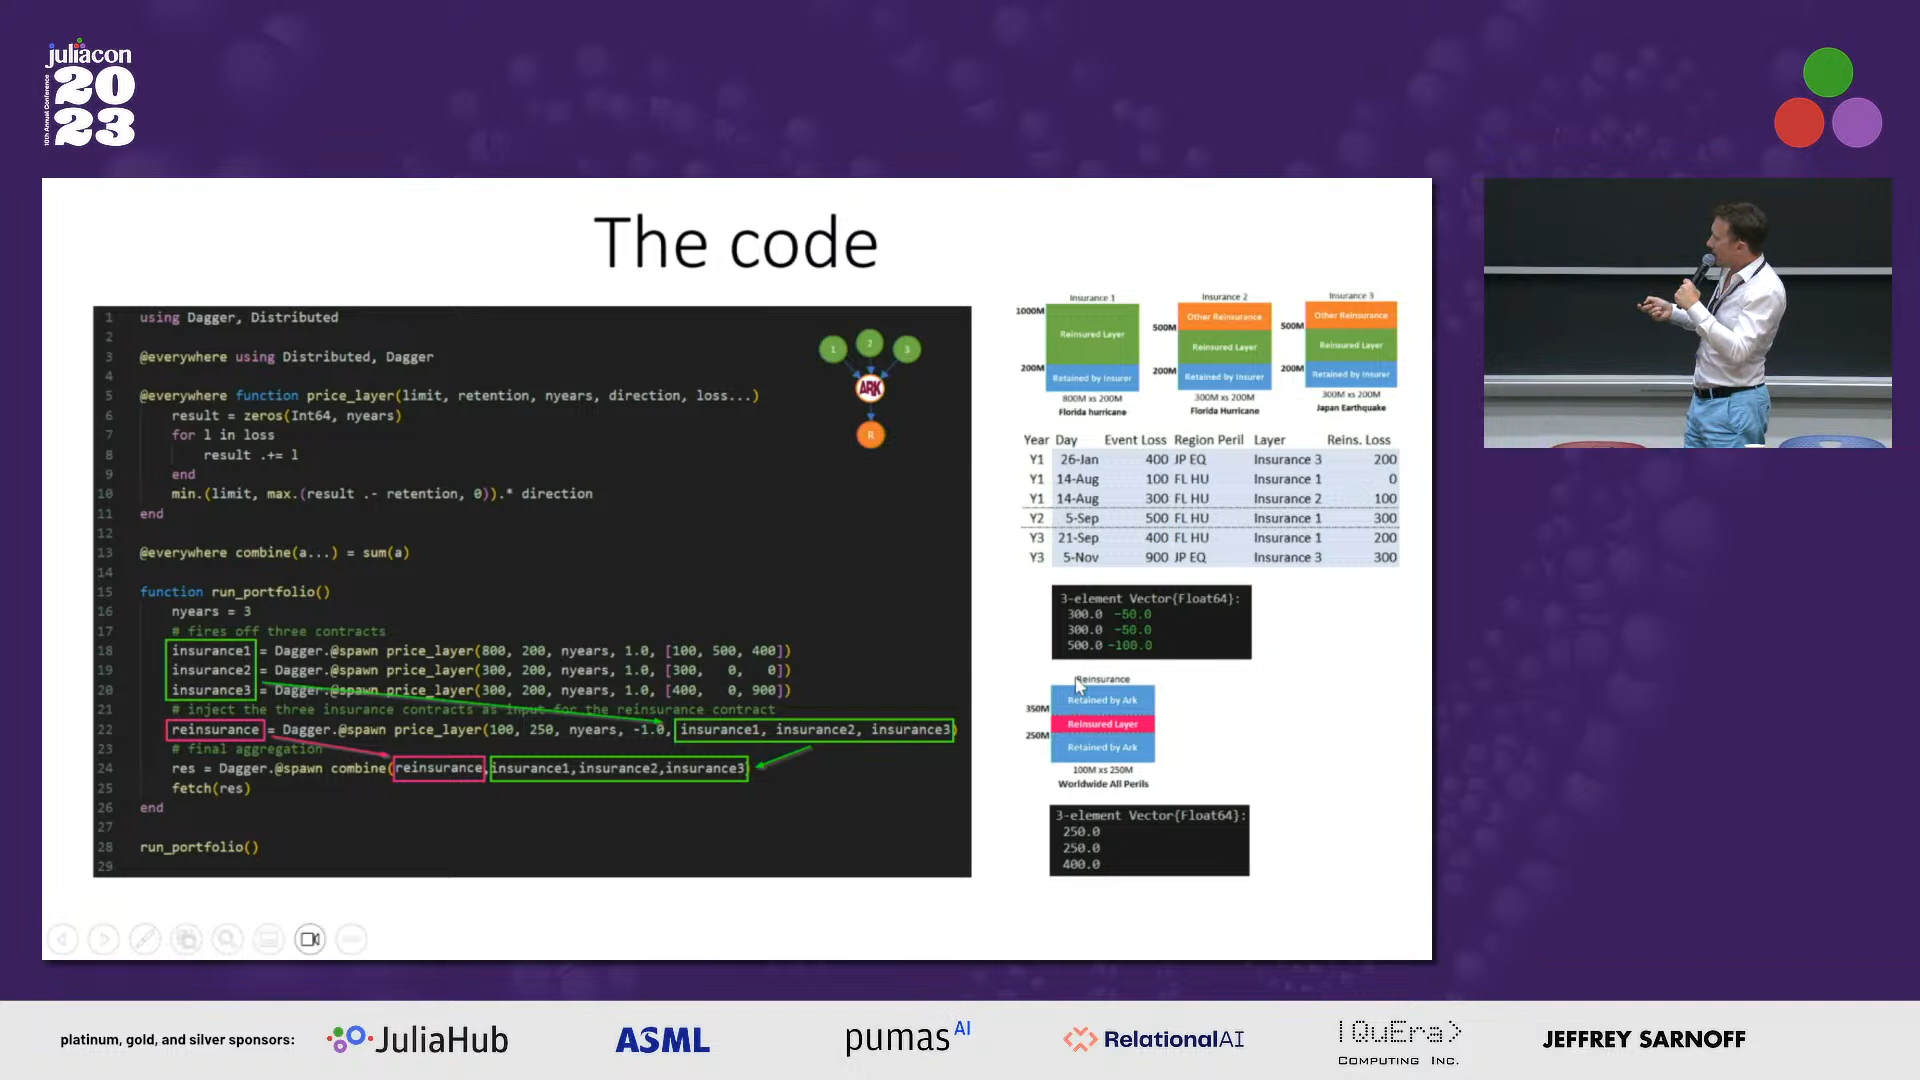 juliacon
10th Annual Conference
20
23
The code
1 using Dagger, Distributed
2
3 @everywhere using Distributed, Dagger
4
5 @everywhere function price_layer(limit, retention, nyears, direction, loss...)
6 result = zeros(Int64, nyears)
7 for l in loss
8 result .+= l
9 end
10 min.(limit, max.(result .- retention, 0)).* direction
11 end
12
13 @everywhere combine(a...) = sum(a)
14
15 function run_portfolio()
16 nyears = 3
17 # fires off three contracts
18 insurance1 = Dagger.@spawn price_layer(800, 200, nyears, 1.0, [100, 500, 400])
19 insurance2 = Dagger.@spawn price_layer(300, 200, nyears, 1.0, [300, 0, 0])
20 insurance3 = Dagger.@spawn price_layer(300, 200, nyears, 1.0, [400, 0, 900])
21 # inject the three insurance contracts as input for the reinsurance contract
22 reinsurance = Dagger.@spawn price_layer(100, 250, nyears, -1.0, insurance1, insurance2, insurance3)
23 # final aggregation
24 res = Dagger.@spawn combine(reinsurance,insurance1,insurance2,insurance3)
25 fetch(res)
26 end
27
28 run_portfolio()
29
1 2 3
ARK
R
Insurance 1 Insurance 2 Insurance 3
1000M Reinsured Layer 200M Retained by Insurer
500M Other Reinsurance Reinsured Layer 200M Retained by Insurer
500M Other Reinsurance Reinsured Layer 200M Retained by Insurer
800M xs 200M 300M xs 200M 300M xs 200M
Florida hurricane Florida Hurricane Japan Earthquake
Year Day Event Loss Region Peril Layer Reins. Loss
Y1 26-Jan 400 JP EQ Insurance 3 200
Y1 14-Aug 100 FL HU Insurance 1 0
Y1 14-Aug 300 FL HU Insurance 2 100
Y2 5-Sep 500 FL HU Insurance 1 300
Y3 21-Sep 400 FL HU Insurance 1 200
Y3 5-Nov 900 JP EQ Insurance 3 300
3-element Vector{Float64}:
300.0 -50.0
300.0 -50.0
500.0 -100.0
Reinsurance
Retained by Ark
350M
Reinsured Layer
250M
Retained by Ark
100M xs 250M
Worldwide All Perils
3-element Vector{Float64}:
250.0
250.0
400.0
platinum, gold, and silver sponsors: JuliaHub ASML pumasAI RelationalAI |QuEra> COMPUTING INC. JEFFREY SARNOFF